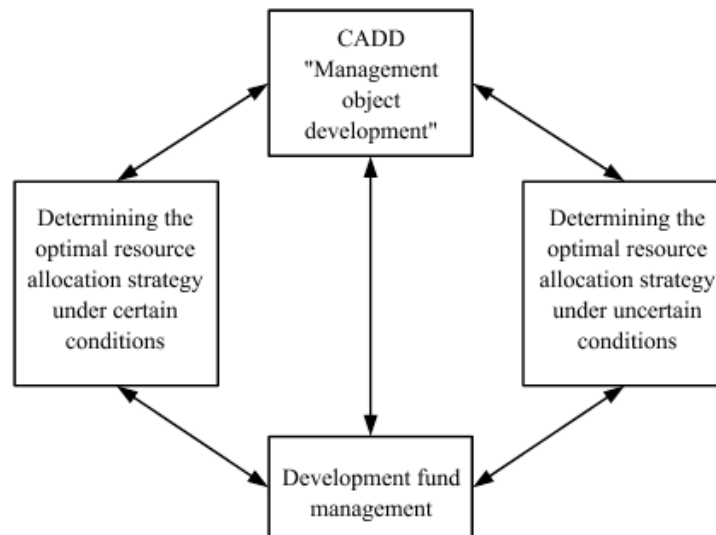 CADD
"Management
object
development"
Determining the
optimal resource
allocation strategy
under certain
conditions
Determining the
optimal resource
allocation strategy
under uncertain
conditions
Development fund
management